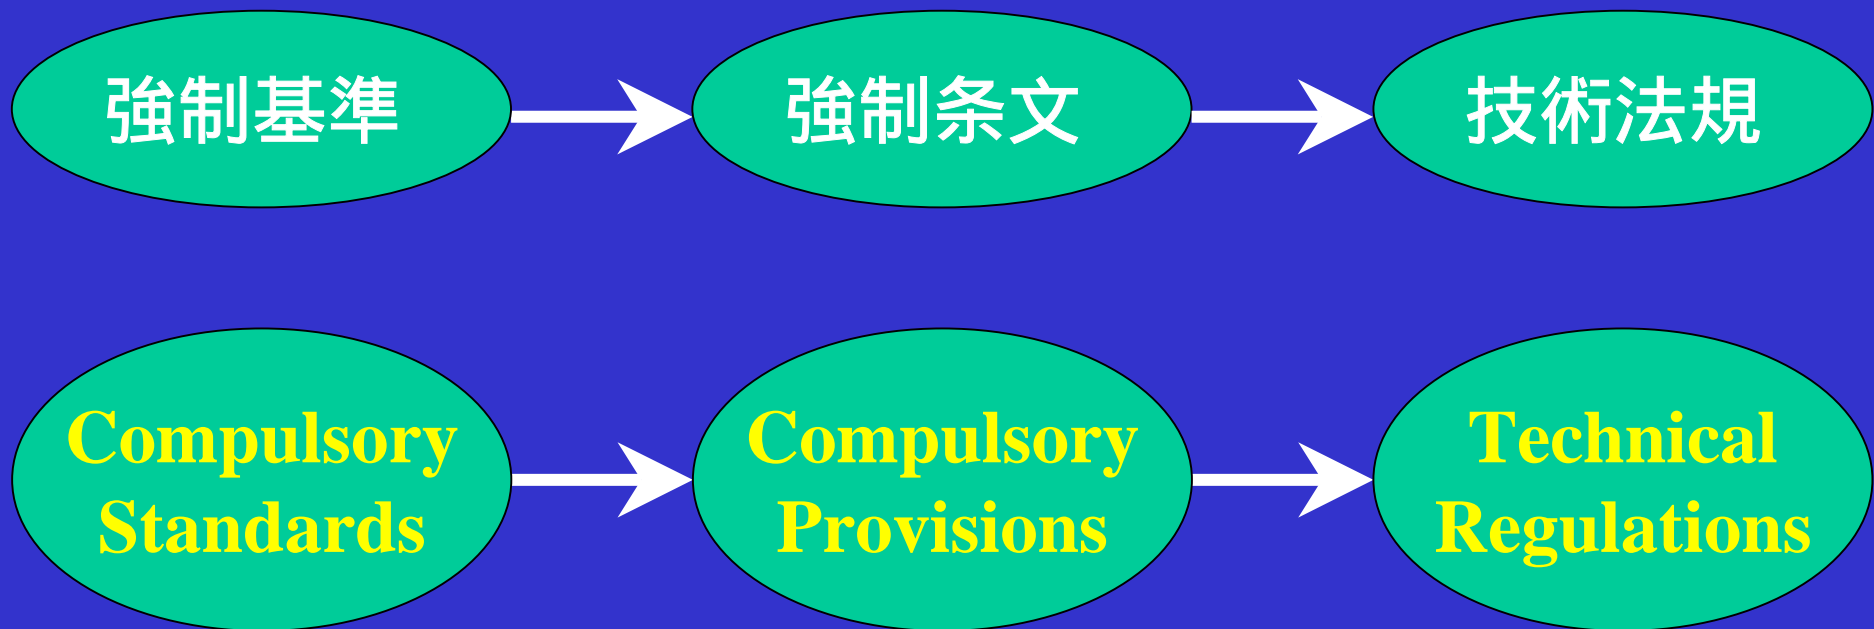 強制基準
強制条文
技術法規
Compulsory
Standards
Compulsory
Provisions
Technical
Regulations